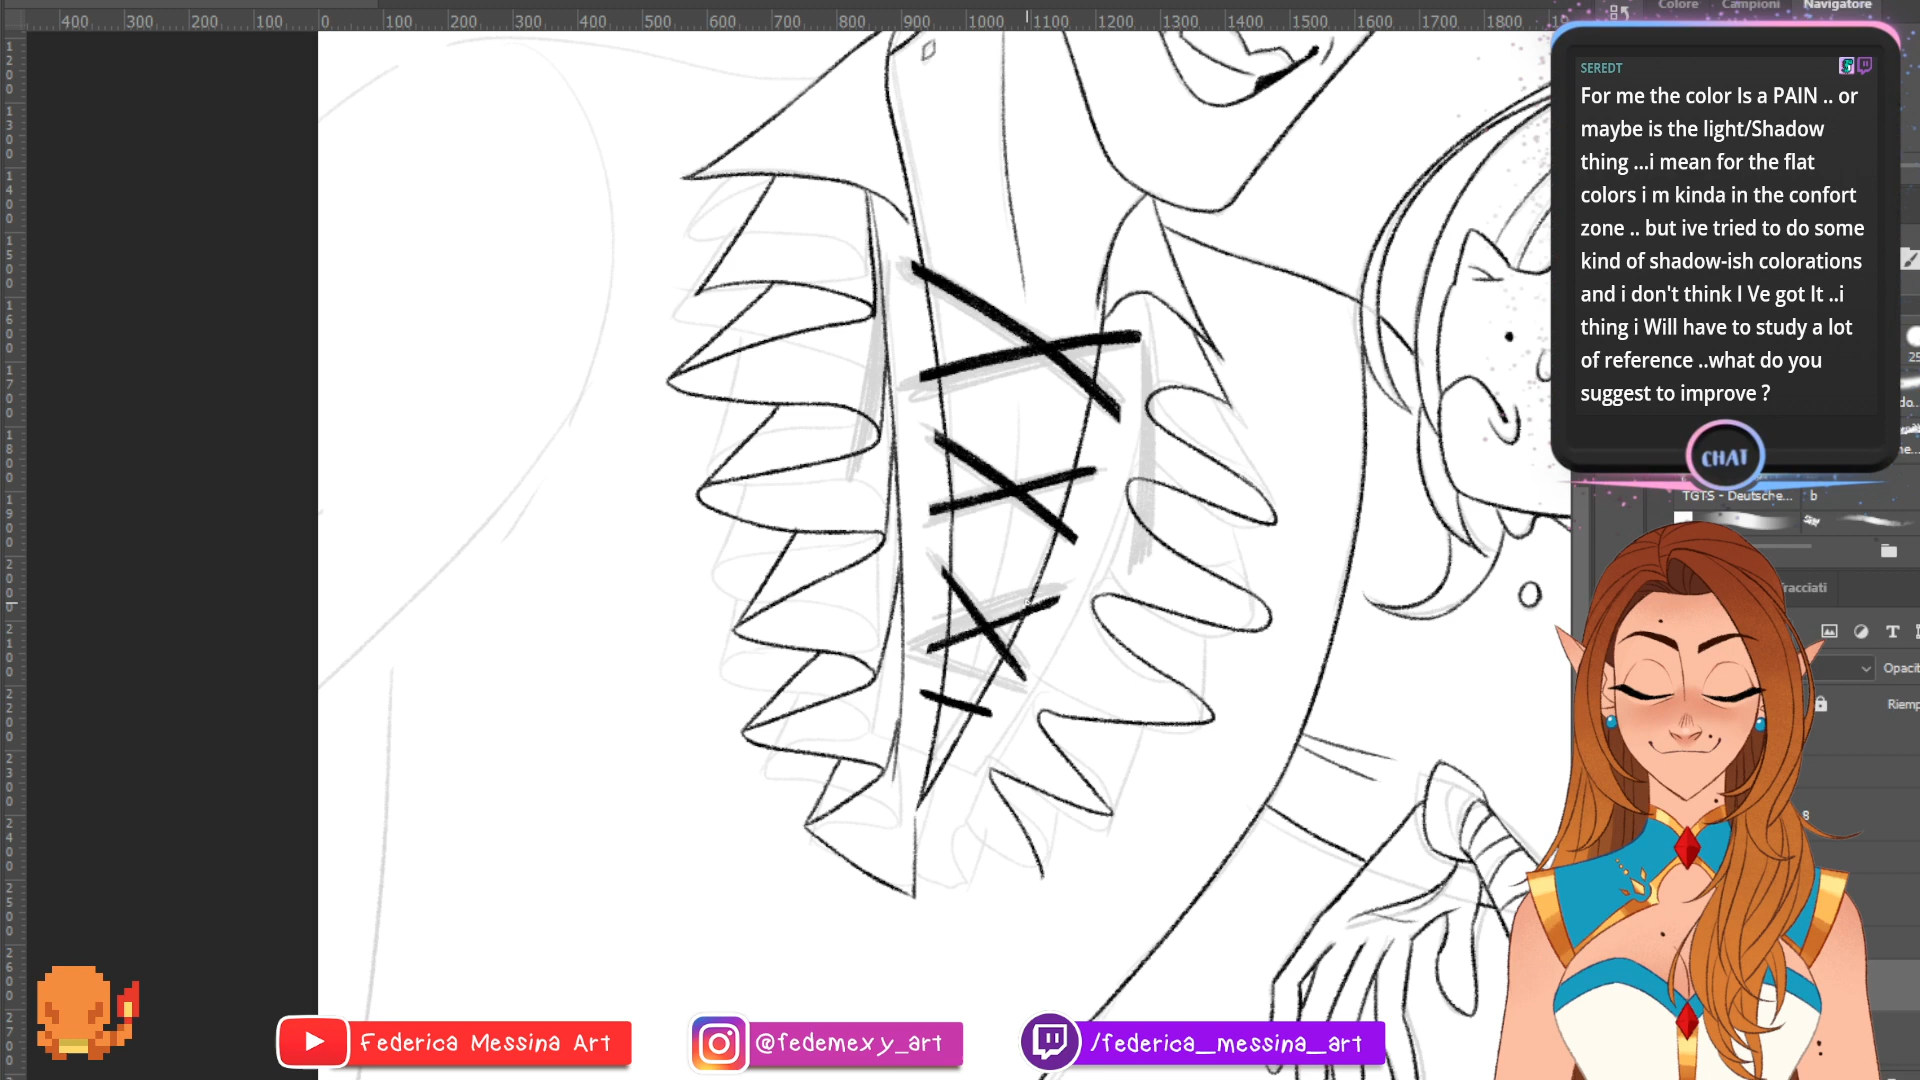 Colore Campioni Navigatore
400 300 200 100 0 100 200 300 400 500 600 700 800 900 1000 1100 1200 1300 1400 1500 1600 1700 1800
SEREDT
For me the color Is a PAIN .. or
maybe is the light/Shadow
thing ...i mean for the flat
colors i m kinda in the confort
zone .. but ive tried to do some
kind of shadow-ish colorations
and i don't think I Ve got It ..i
thing i Will have to study a lot
of reference ..what do you
suggest to improve ?
CHAT
TGTS - Deutsche... b
racciati
Opacit
Riemp
8
Federica Messina Art
@fedemexy_art
/federica_messina_art